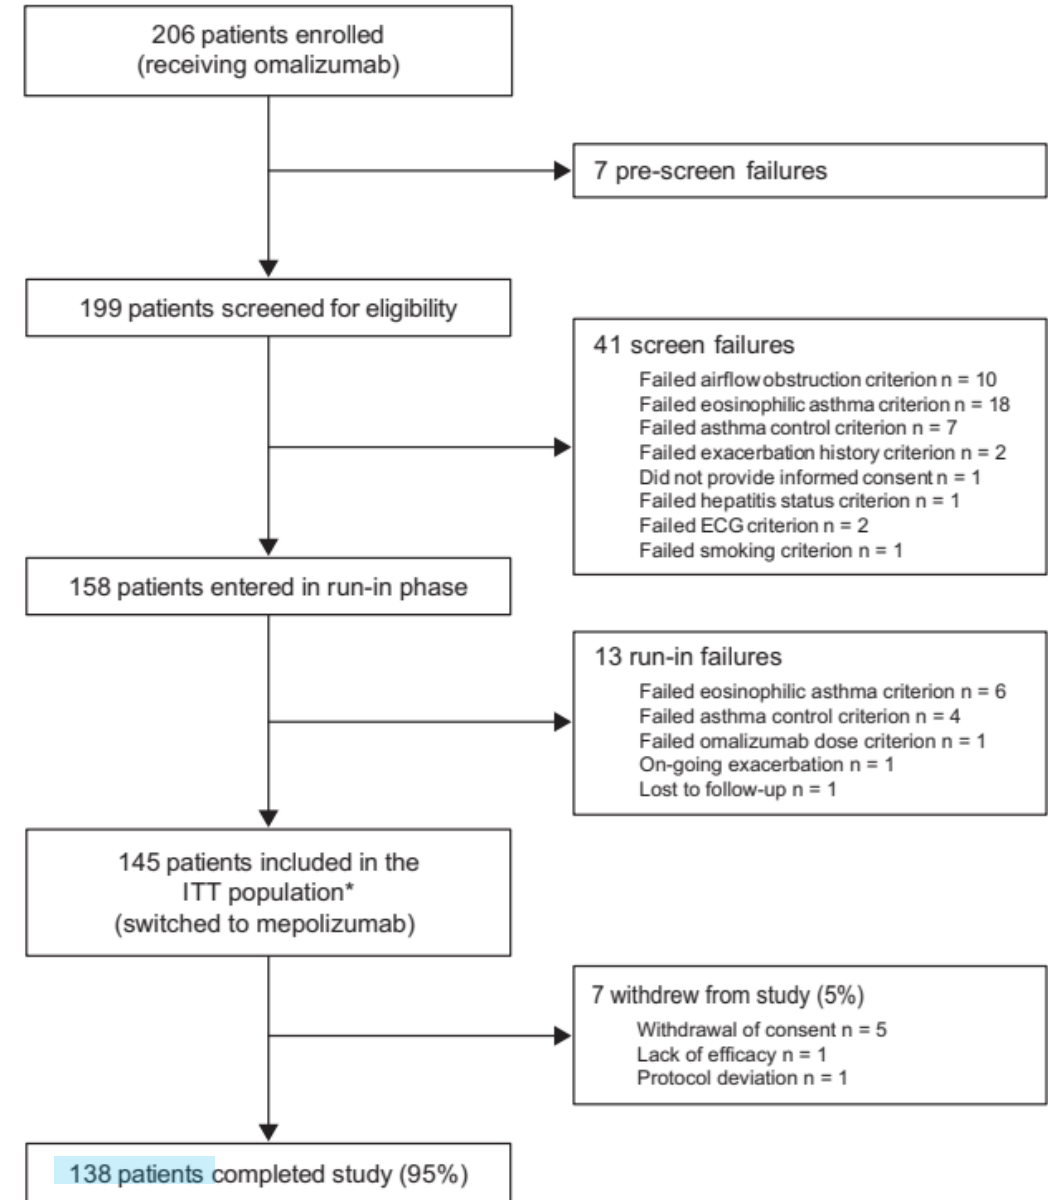 206 patients enrolled
(receiving omalizumab)
7 pre-screen failures
199 patients screened for eligibility
41 screen failures
Failed airflow obstruction criterion n = 10
Failed eosinophilic asthma criterion n = 18
Failed asthma control criterion n = 7
Failed exacerbation history criterion n = 2
Did not provide informed consent n = 1
Failed hepatitis status criterion n = 1
Failed ECG criterion n = 2
Failed smoking criterion n = 1
158 patients entered in run-in phase
13 run-in failures
Failed eosinophilic asthma criterion n = 6
Failed asthma control criterion n = 4
Failed omalizumab dose criterion n = 1
On-going exacerbation n = 1
Lost to follow-up n = 1
145 patients included in the
ITT population*
(switched to mepolizumab)
7 withdrew from study (5%)
Withdrawal of consent n = 5
Lack of efficacy n = 1
Protocol deviation n = 1
138 patients completed study (95%)